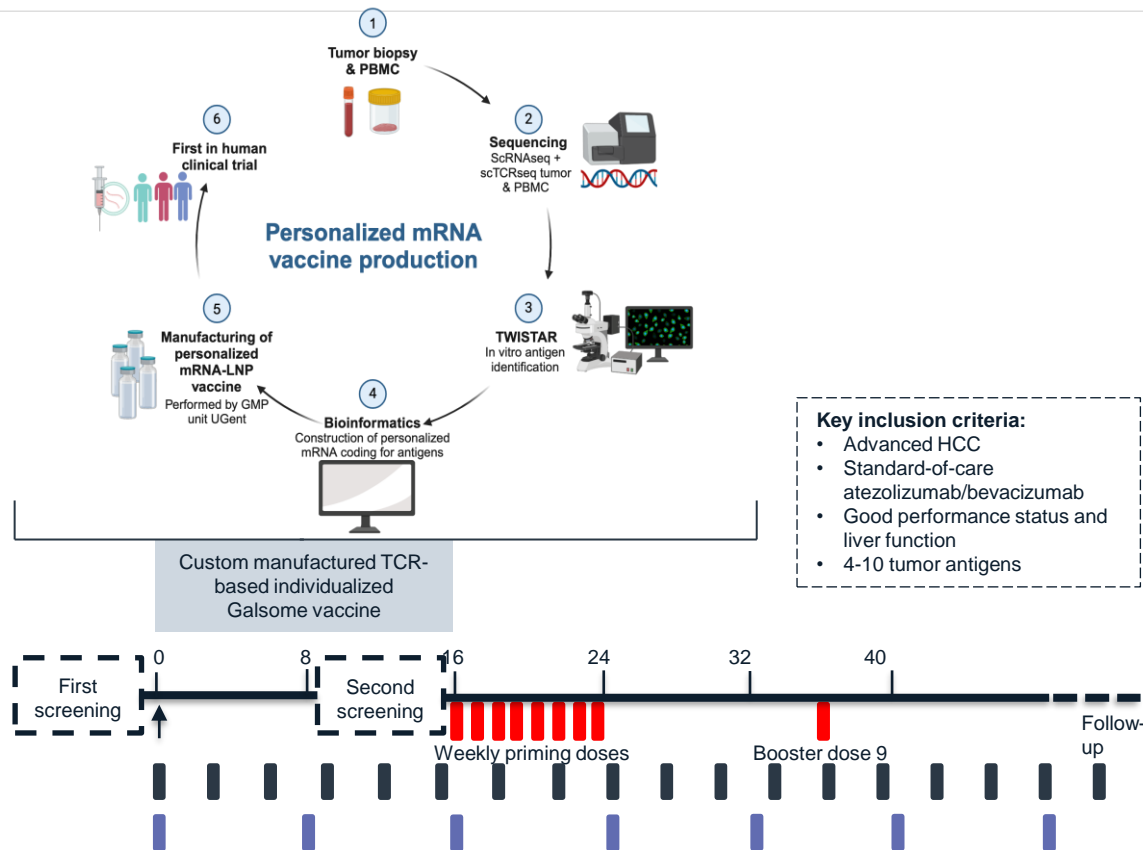 1
Tumor biopsy
& PBMC
2
Sequencing
ScRNAseq +
scTCRseq tumor
& PBMC
3
TWISTAR
In vitro antigen
identification
4
Bioinformatics
Construction of personalized
mRNA coding for antigens
5
Manufacturing of
personalized
mRNA-LNP
vaccine
Performed by GMP
unit UGent
6
First in human
clinical trial
Personalized mRNA
vaccine production
Key inclusion criteria:
• Advanced HCC
• Standard-of-care
atezolizumab/bevacizumab
• Good performance status and
liver function
• 4-10 tumor antigens
Custom manufactured TCR-
based individualized
Galsome vaccine
First
screening
0
8
Second
screening
16
24
32
40
Weekly priming doses
Booster dose 9
Follow-
up